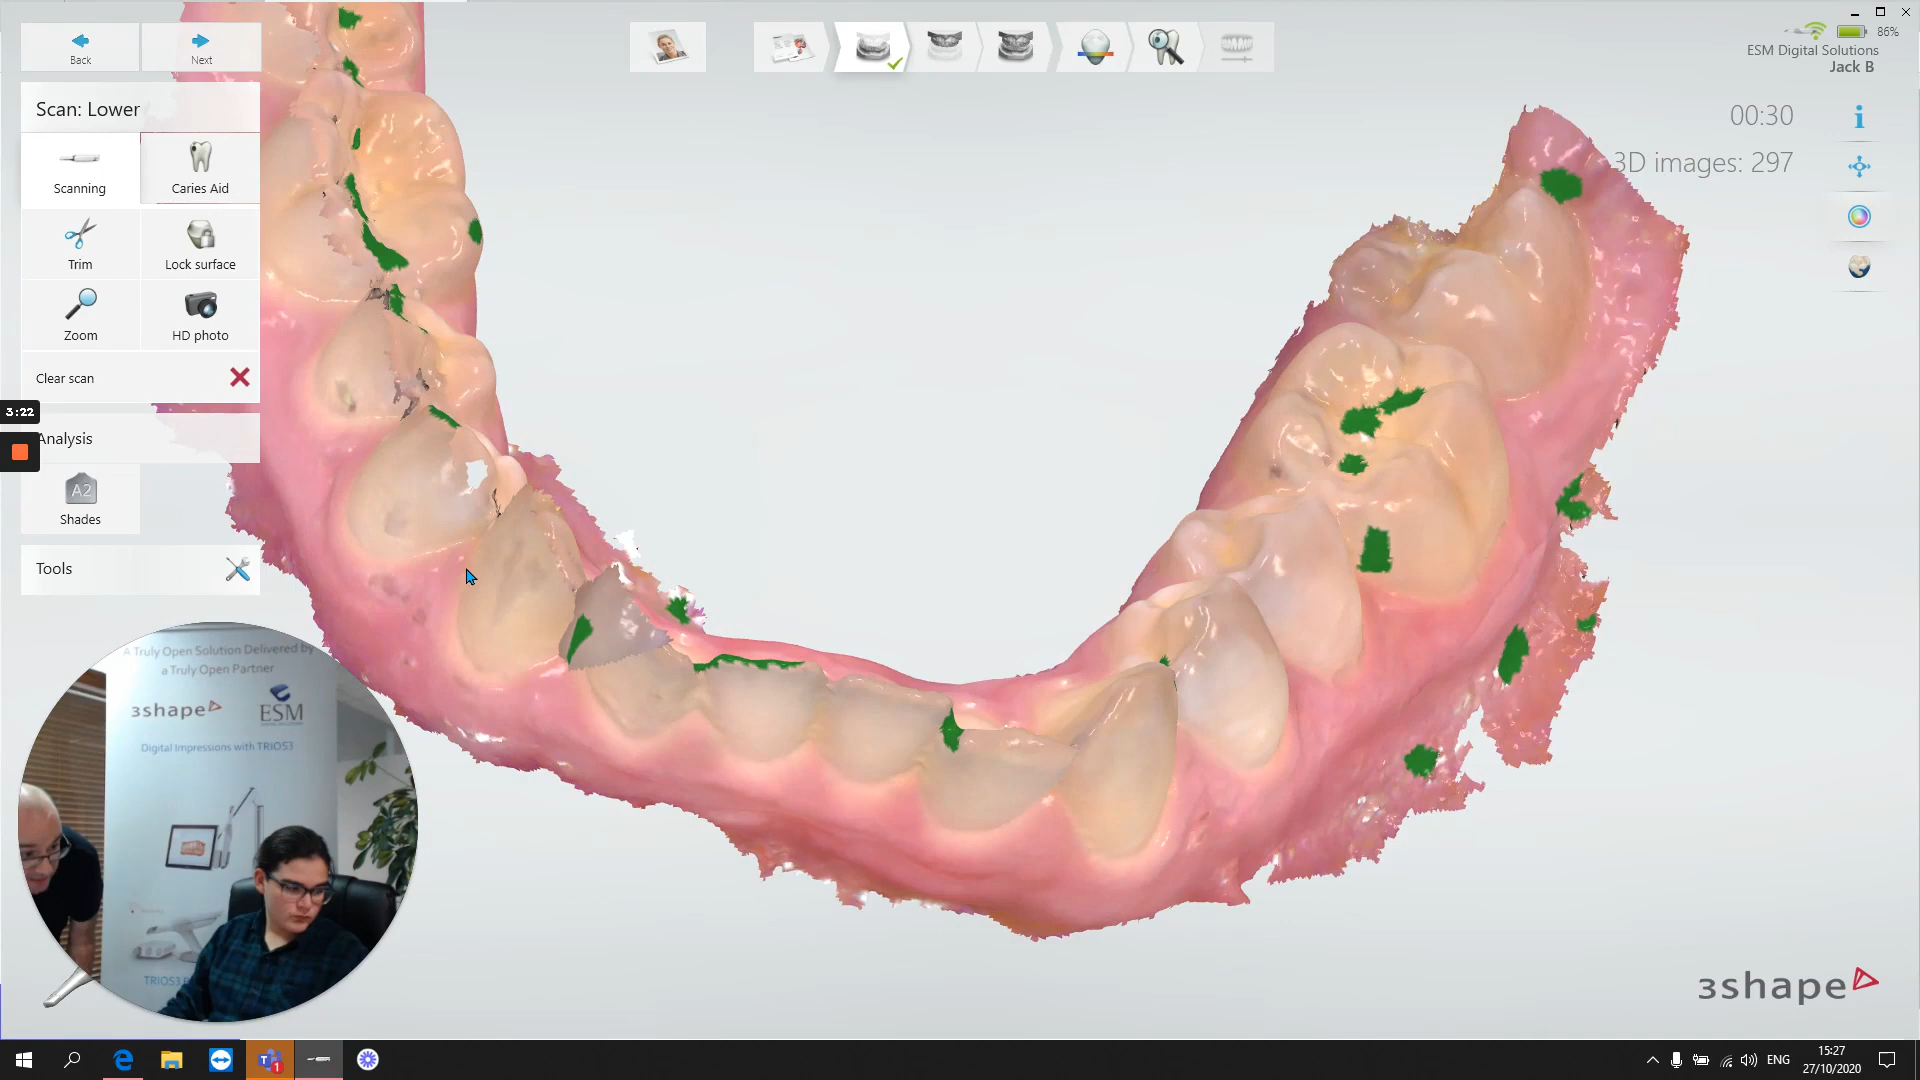 Back
Next
86%
ESM Digital Solutions
Jack B
Scan: Lower
00:30
3D images: 297
Scanning
Caries Aid
Trim
Lock surface
Zoom
HD photo
Clear scan
3:22
Analysis
A2
Shades
Tools
A Truly Open Solution Delivered by
a Truly Open Partner
3shape
ESM
Digital Impressions with TRIOS3
TRIOS3
3shape
1
ENG
15:27
27/10/2020